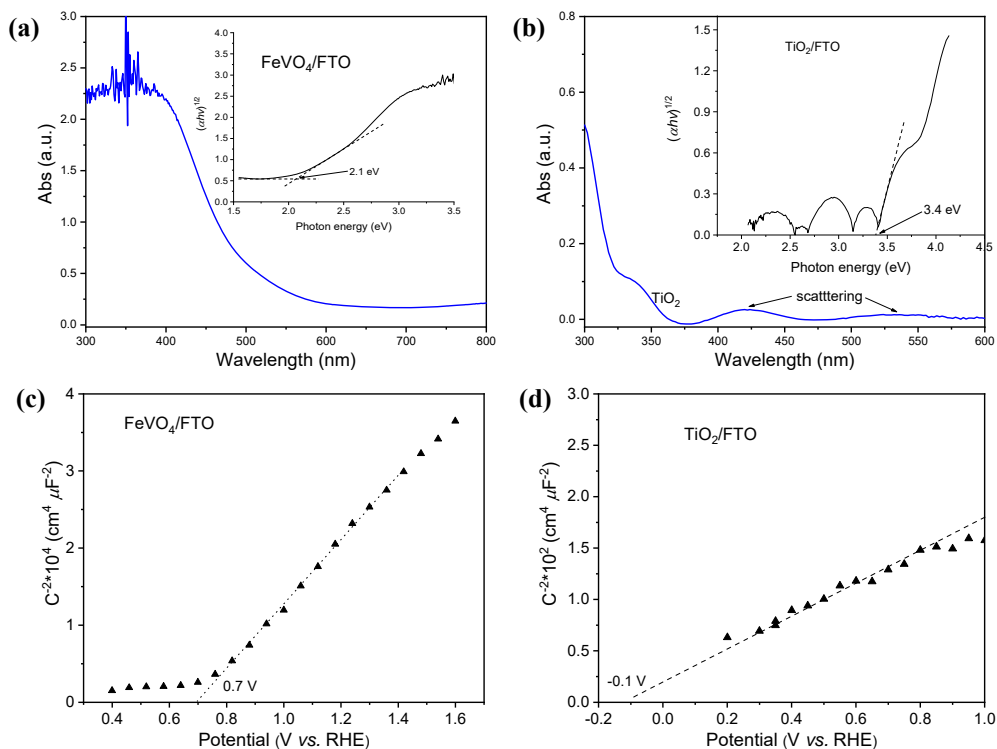 (a)
FeVO4/FTO
3.0
2.5
2.0
1.5
1.0
0.5
0.0
Abs (a.u.)
300 400 500 600 700 800
Wavelength (nm)
4.0
3.5
3.0
2.5
2.0
1.5
1.0
0.5
0.0
(αhν)1/2
2.1 eV
1.5 2.0 2.5 3.0 3.5
Photon energy (eV)
(b)
TiO2/FTO
0.8
0.6
0.4
0.2
0.0
Abs (a.u.)
TiO2
scatttering
300 350 400 450 500 550 600
Wavelength (nm)
1.5
1.2
0.9
0.6
0.3
0.0
(αhν)1/2
3.4 eV
2.0 2.5 3.0 3.5 4.0 4.5
Photon energy (eV)
(c)
FeVO4/FTO
4
3
2
1
0
C-2*104 (cm4 μF-2)
0.7 V
0.4 0.6 0.8 1.0 1.2 1.4 1.6
Potential (V vs. RHE)
(d)
TiO2/FTO
3.0
2.5
2.0
1.5
1.0
0.5
0.0
C-2*102 (cm4 μF-2)
-0.1 V
-0.2 0.0 0.2 0.4 0.6 0.8 1.0
Potential (V vs. RHE)